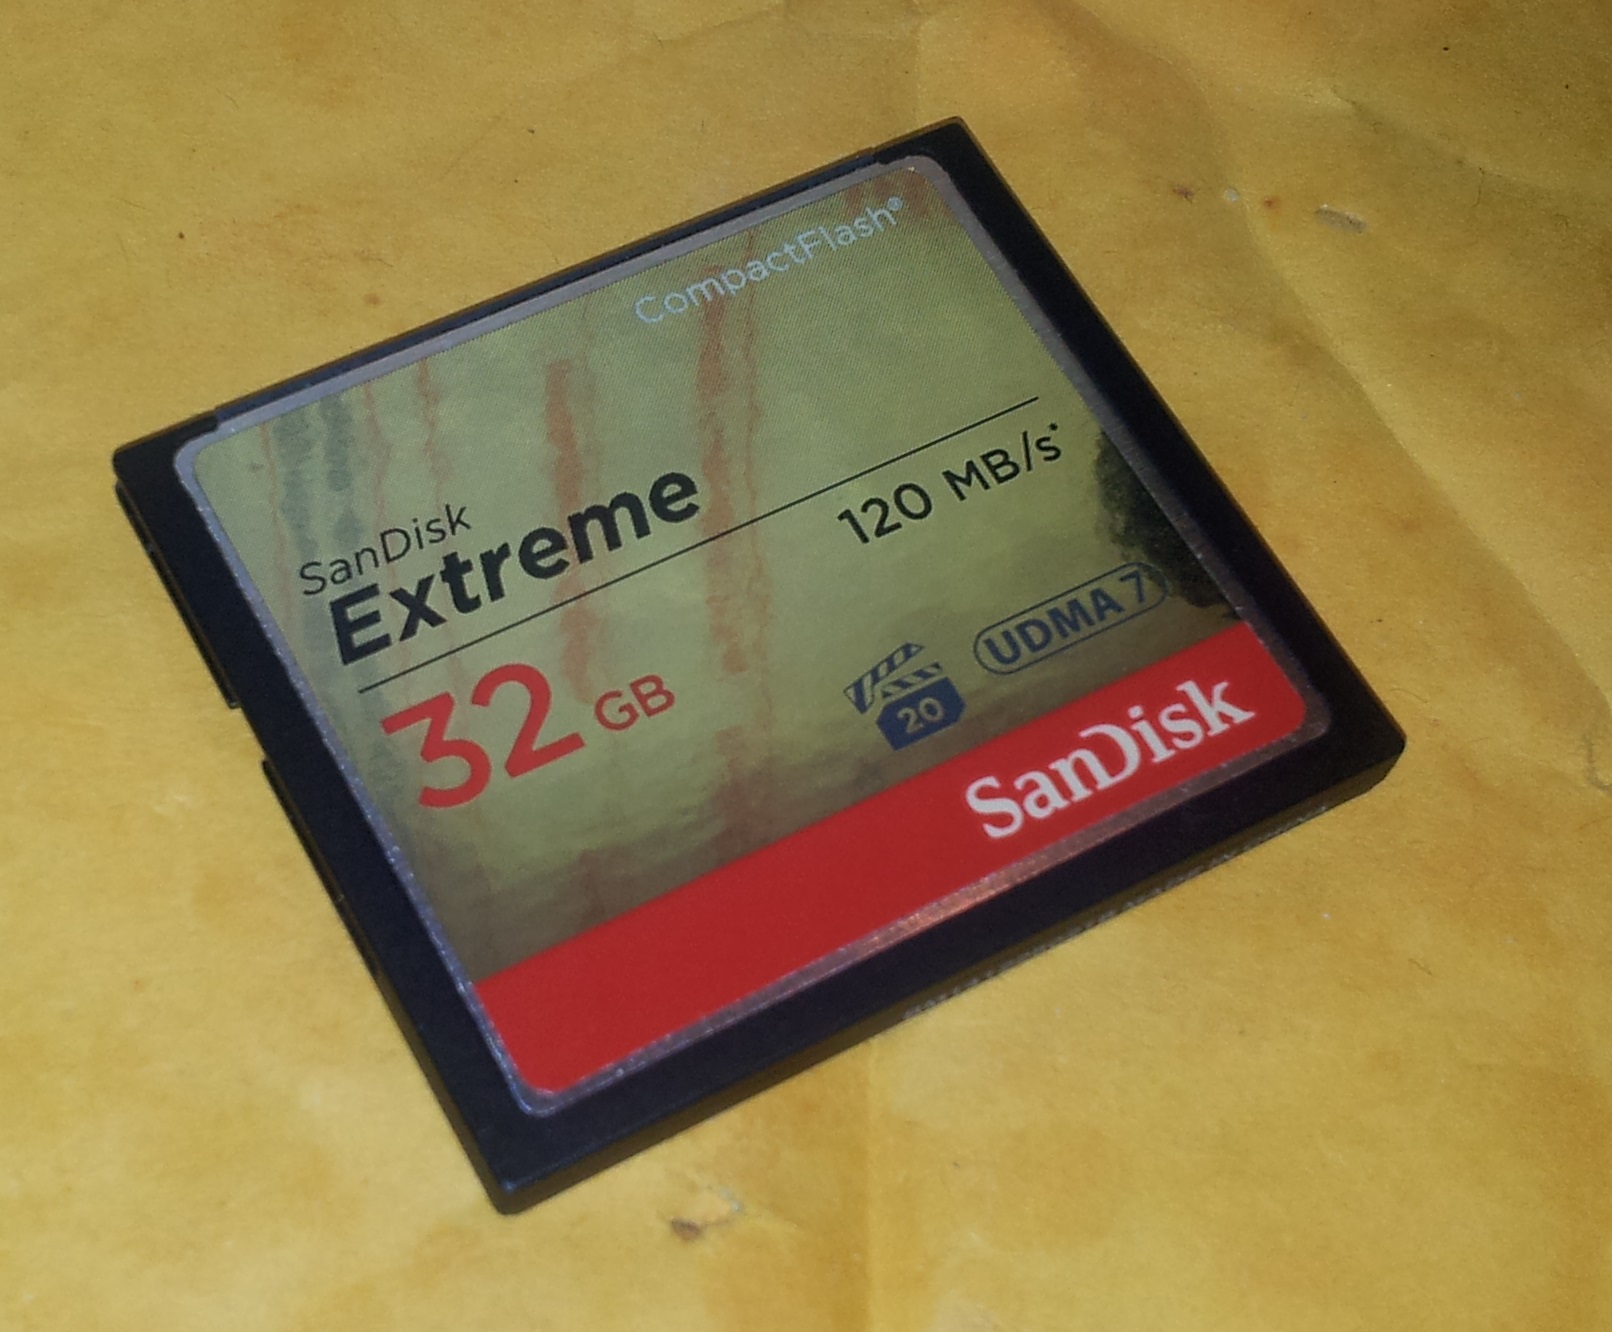 CompactFlash®
SanDisk
Extreme
120 MB/s*
32 GB
20
UDMA 7
SanDisk